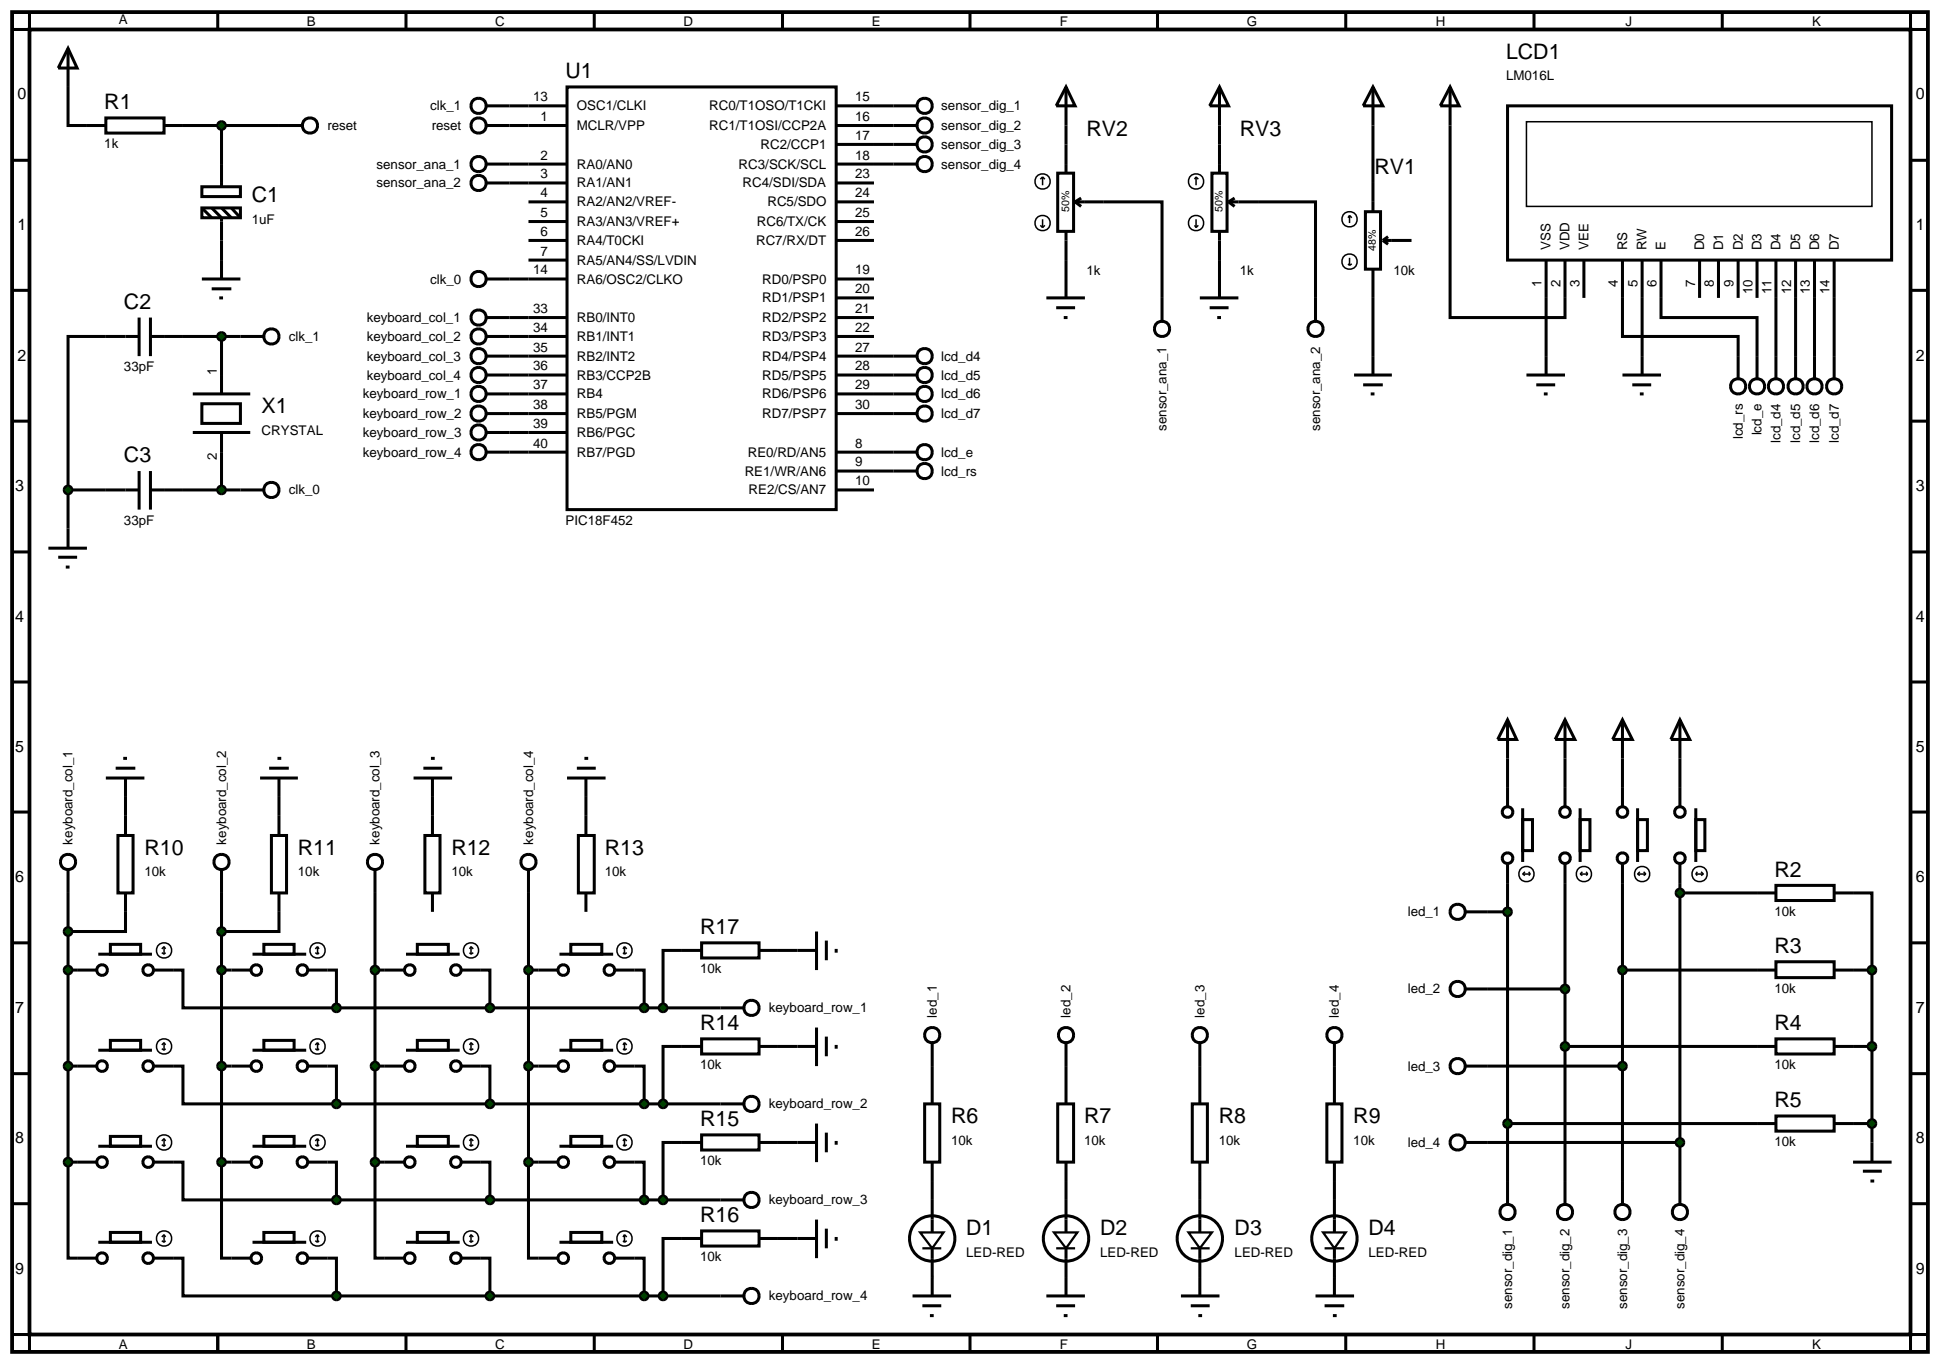 A B C D E F G H J K
0
1
2
3
4
5
6
7
8
9
R1
1k
reset
C1
1uF
C2
33pF
clk_1
1
X1
CRYSTAL
2
C3
33pF
clk_0
U1
clk_1 13 OSC1/CLKI
reset 1 MCLR/VPP
sensor_ana_1 2 RA0/AN0
sensor_ana_2 3 RA1/AN1
4 RA2/AN2/VREF-
5 RA3/AN3/VREF+
6 RA4/T0CKI
7 RA5/AN4/SS/LVDIN
clk_0 14 RA6/OSC2/CLKO
keyboard_col_1 33 RB0/INT0
keyboard_col_2 34 RB1/INT1
keyboard_col_3 35 RB2/INT2
keyboard_col_4 36 RB3/CCP2B
keyboard_row_1 37 RB4
keyboard_row_2 38 RB5/PGM
keyboard_row_3 39 RB6/PGC
keyboard_row_4 40 RB7/PGD
RC0/T1OSO/T1CKI 15 sensor_dig_1
RC1/T1OSI/CCP2A 16 sensor_dig_2
RC2/CCP1 17 sensor_dig_3
RC3/SCK/SCL 18 sensor_dig_4
RC4/SDI/SDA 23
RC5/SDO 24
RC6/TX/CK 25
RC7/RX/DT 26
RD0/PSP0 19
RD1/PSP1 20
RD2/PSP2 21
RD3/PSP3 22
RD4/PSP4 27 lcd_d4
RD5/PSP5 28 lcd_d5
RD6/PSP6 29 lcd_d6
RD7/PSP7 30 lcd_d7
RE0/RD/AN5 8 lcd_e
RE1/WR/AN6 9 lcd_rs
RE2/CS/AN7 10
PIC18F452
RV2
50%
1k
sensor_ana_1
RV3
50%
1k
sensor_ana_2
RV1
48%
10k
LCD1
LM016L
VSS VDD VEE RS RW E D0 D1 D2 D3 D4 D5 D6 D7
1 2 3 4 5 6 7 8 9 10 11 12 13 14
lcd_rs
lcd_e
lcd_d4
lcd_d5
lcd_d6
lcd_d7
keyboard_col_1
R10
10k
keyboard_col_2
R11
10k
keyboard_col_3
R12
10k
keyboard_col_4
R13
10k
R17
10k
keyboard_row_1
R14
10k
keyboard_row_2
R15
10k
keyboard_row_3
R16
10k
keyboard_row_4
led_1
R6
10k
D1
LED-RED
led_2
R7
10k
D2
LED-RED
led_3
R8
10k
D3
LED-RED
led_4
R9
10k
D4
LED-RED
led_1
led_2
led_3
led_4
R2
10k
R3
10k
R4
10k
R5
10k
sensor_dig_1
sensor_dig_2
sensor_dig_3
sensor_dig_4
0
1
2
3
4
5
6
7
8
9
A B C D E F G H J K